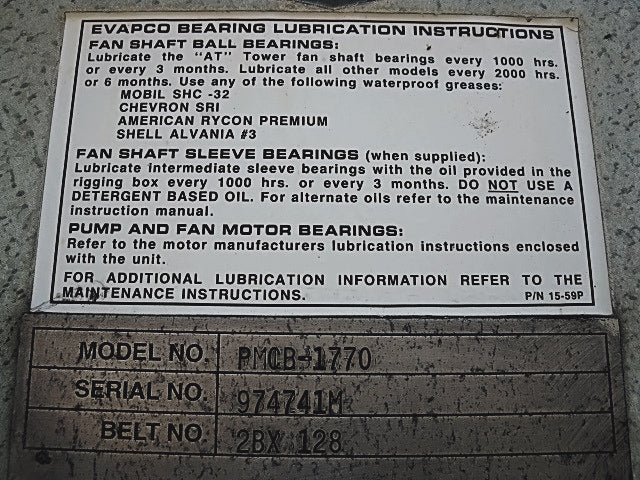 EVAPCO BEARING LUBRICATION INSTRUCTIONS
FAN SHAFT BALL BEARINGS:
Lubricate the "AT" Tower fan shaft bearings every 1000 hrs.
or every 3 months. Lubricate all other models every 2000 hrs.
or 6 months. Use any of the following waterproof greases:
MOBIL SHC -32
CHEVRON SRI
AMERICAN RYCON PREMIUM
SHELL ALVANIA #3
FAN SHAFT SLEEVE BEARINGS (when supplied):
Lubricate intermediate sleeve bearings with the oil provided in the
rigging box every 1000 hrs. or every 3 months. DO NOT USE A
DETERGENT BASED OIL. For alternate oils refer to the maintenance
instruction manual.
PUMP AND FAN MOTOR BEARINGS:
Refer to the motor manufacturers lubrication instructions enclosed
with the unit.
FOR ADDITIONAL LUBRICATION INFORMATION REFER TO THE
MAINTENANCE INSTRUCTIONS. P/N 15-59P
MODEL NO. PMCB-1770
SERIAL NO. 974741M
BELT NO. 2BX 128